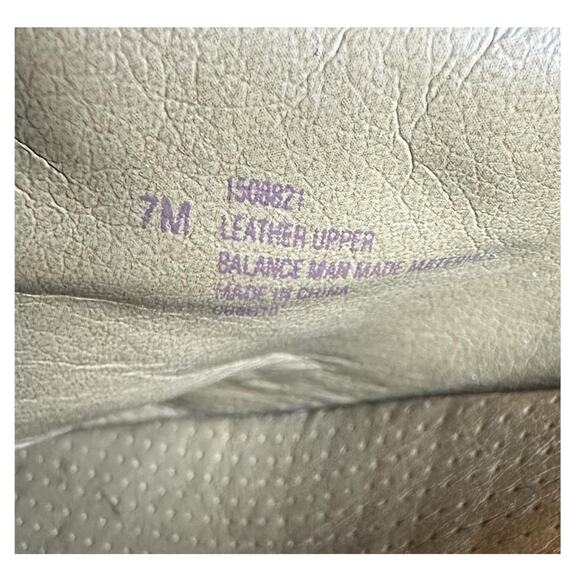 7M
1508821
LEATHER UPPER
BALANCE MAN MADE MATERIALS
MADE IN CHINA